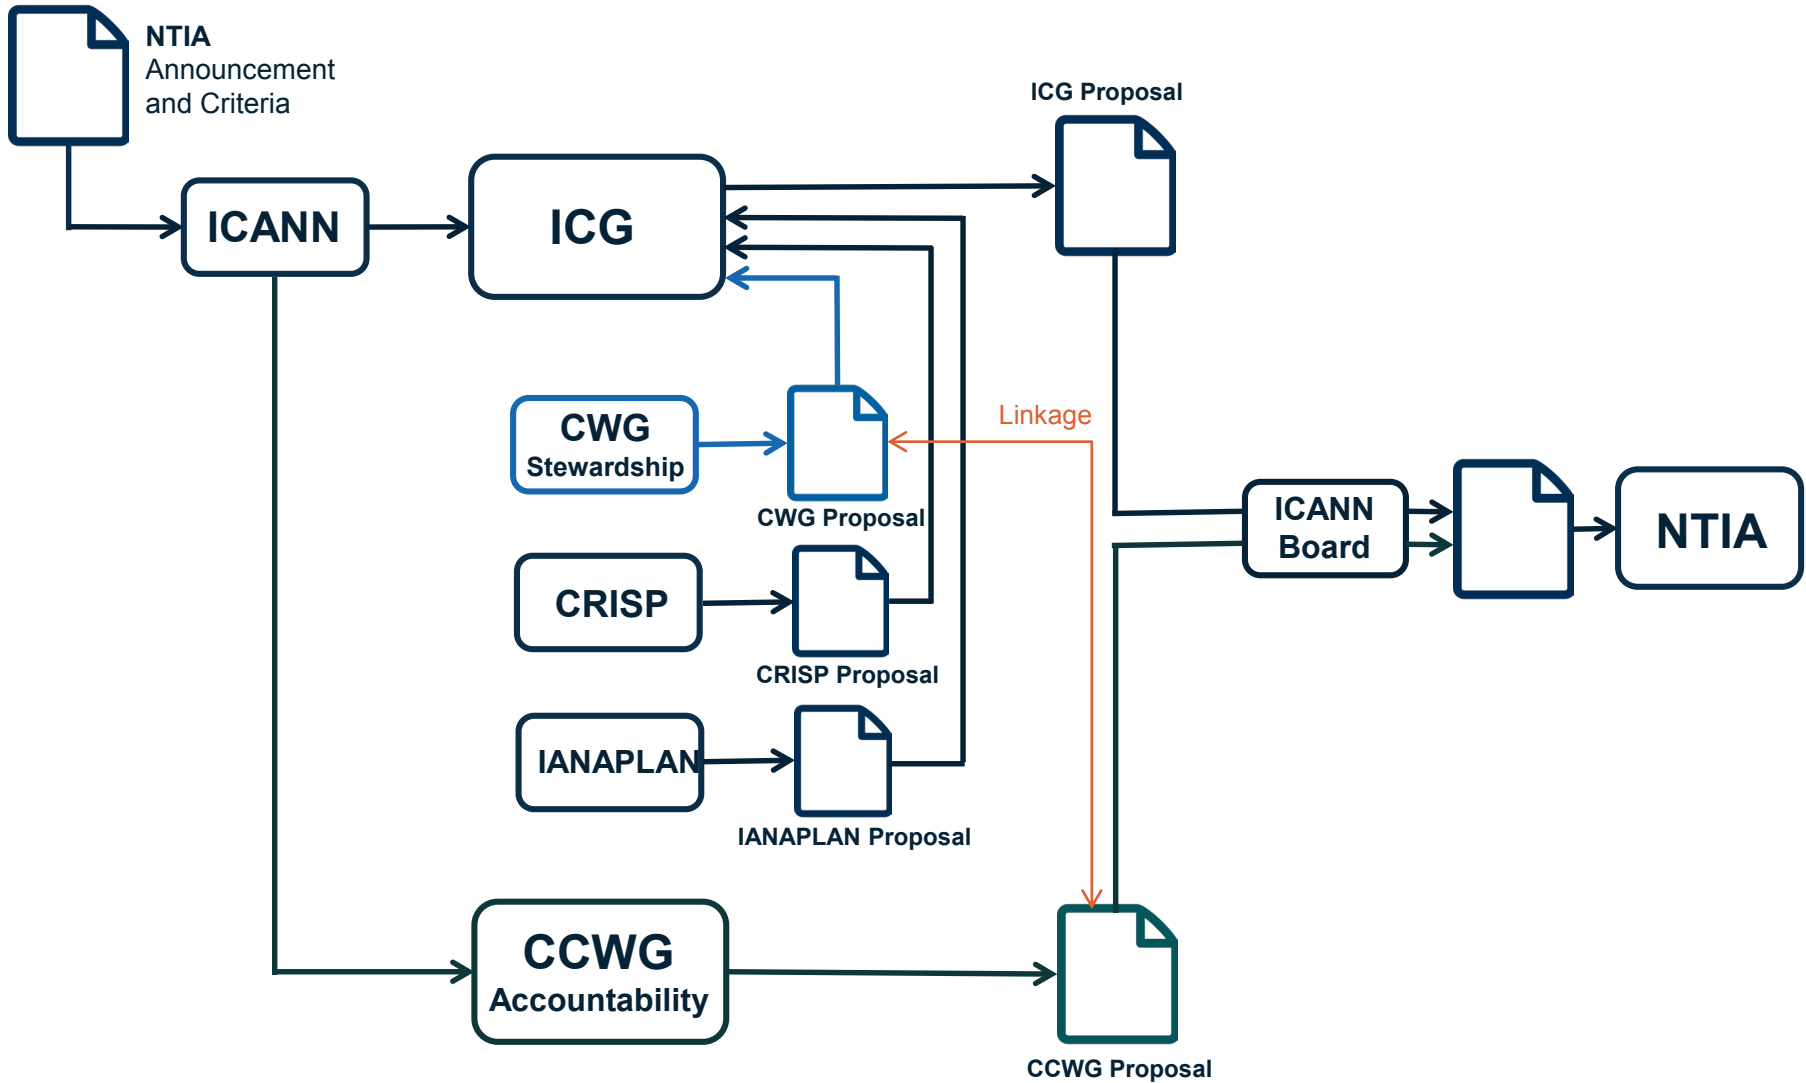 NTIA
Announcement
and Criteria
ICG Proposal
ICANN
ICG
Linkage
CWG
Stewardship
CWG Proposal
ICANN
Board
NTIA
CRISP
CRISP Proposal
IANAPLAN
IANAPLAN Proposal
CCWG
Accountability
CCWG Proposal